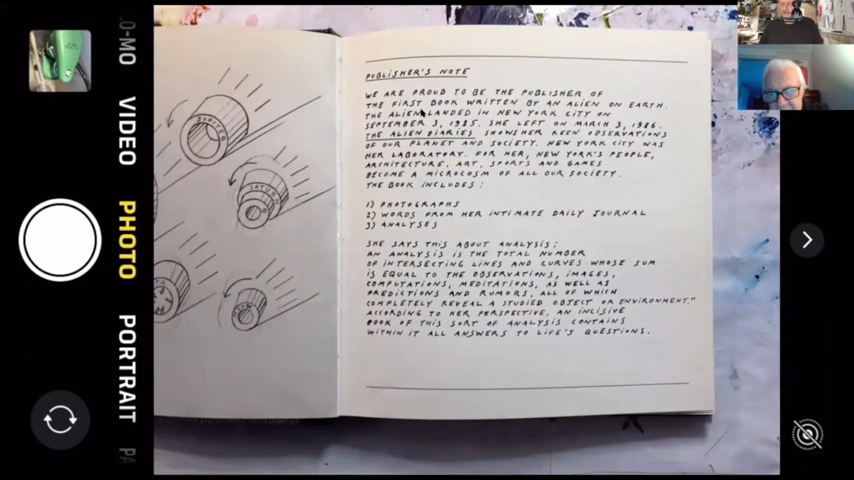 LO-MO
VIDEO
PHOTO
PORTRAIT
PA
JUPITER
SATURN
PUBLISHER'S NOTE
WE ARE PROUD TO BE THE PUBLISHER OF
THE FIRST BOOK WRITTEN BY AN ALIEN ON EARTH.
THE ALIEN LANDED IN NEW YORK CITY ON
SEPTEMBER 3, 1985. SHE LEFT ON MARCH 3, 1986.
THE ALIEN DIARIES SHOWS HER KEEN OBSERVATIONS
OF OUR PLANET AND SOCIETY. NEW YORK CITY WAS
HER LABORATORY. FOR HER, NEW YORK'S PEOPLE,
ARCHITECTURE, ART, SPORTS AND GAMES
BECOME A MICROCOSM OF ALL OUR SOCIETY.
THE BOOK INCLUDES:
1) PHOTOGRAPHS
2) WORDS FROM HER INTIMATE DAILY JOURNAL
3) ANALYSES
SHE SAYS THIS ABOUT ANALYSIS:
AN ANALYSIS IS THE TOTAL NUMBER
OF INTERSECTING LINES AND CURVES WHOSE SUM
IS EQUAL TO THE OBSERVATIONS, IMAGES,
COMPUTATIONS, MEDITATIONS, AS WELL AS
PREDICTIONS AND RUMORS, ALL OF WHICH
COMPLETELY REVEAL A STUDIED OBJECT OR ENVIRONMENT."
ACCORDING TO HER PERSPECTIVE, AN INCISIVE
BOOK OF THIS SORT OF ANALYSIS CONTAINS
WITHIN IT ALL ANSWERS TO LIFE'S QUESTIONS.